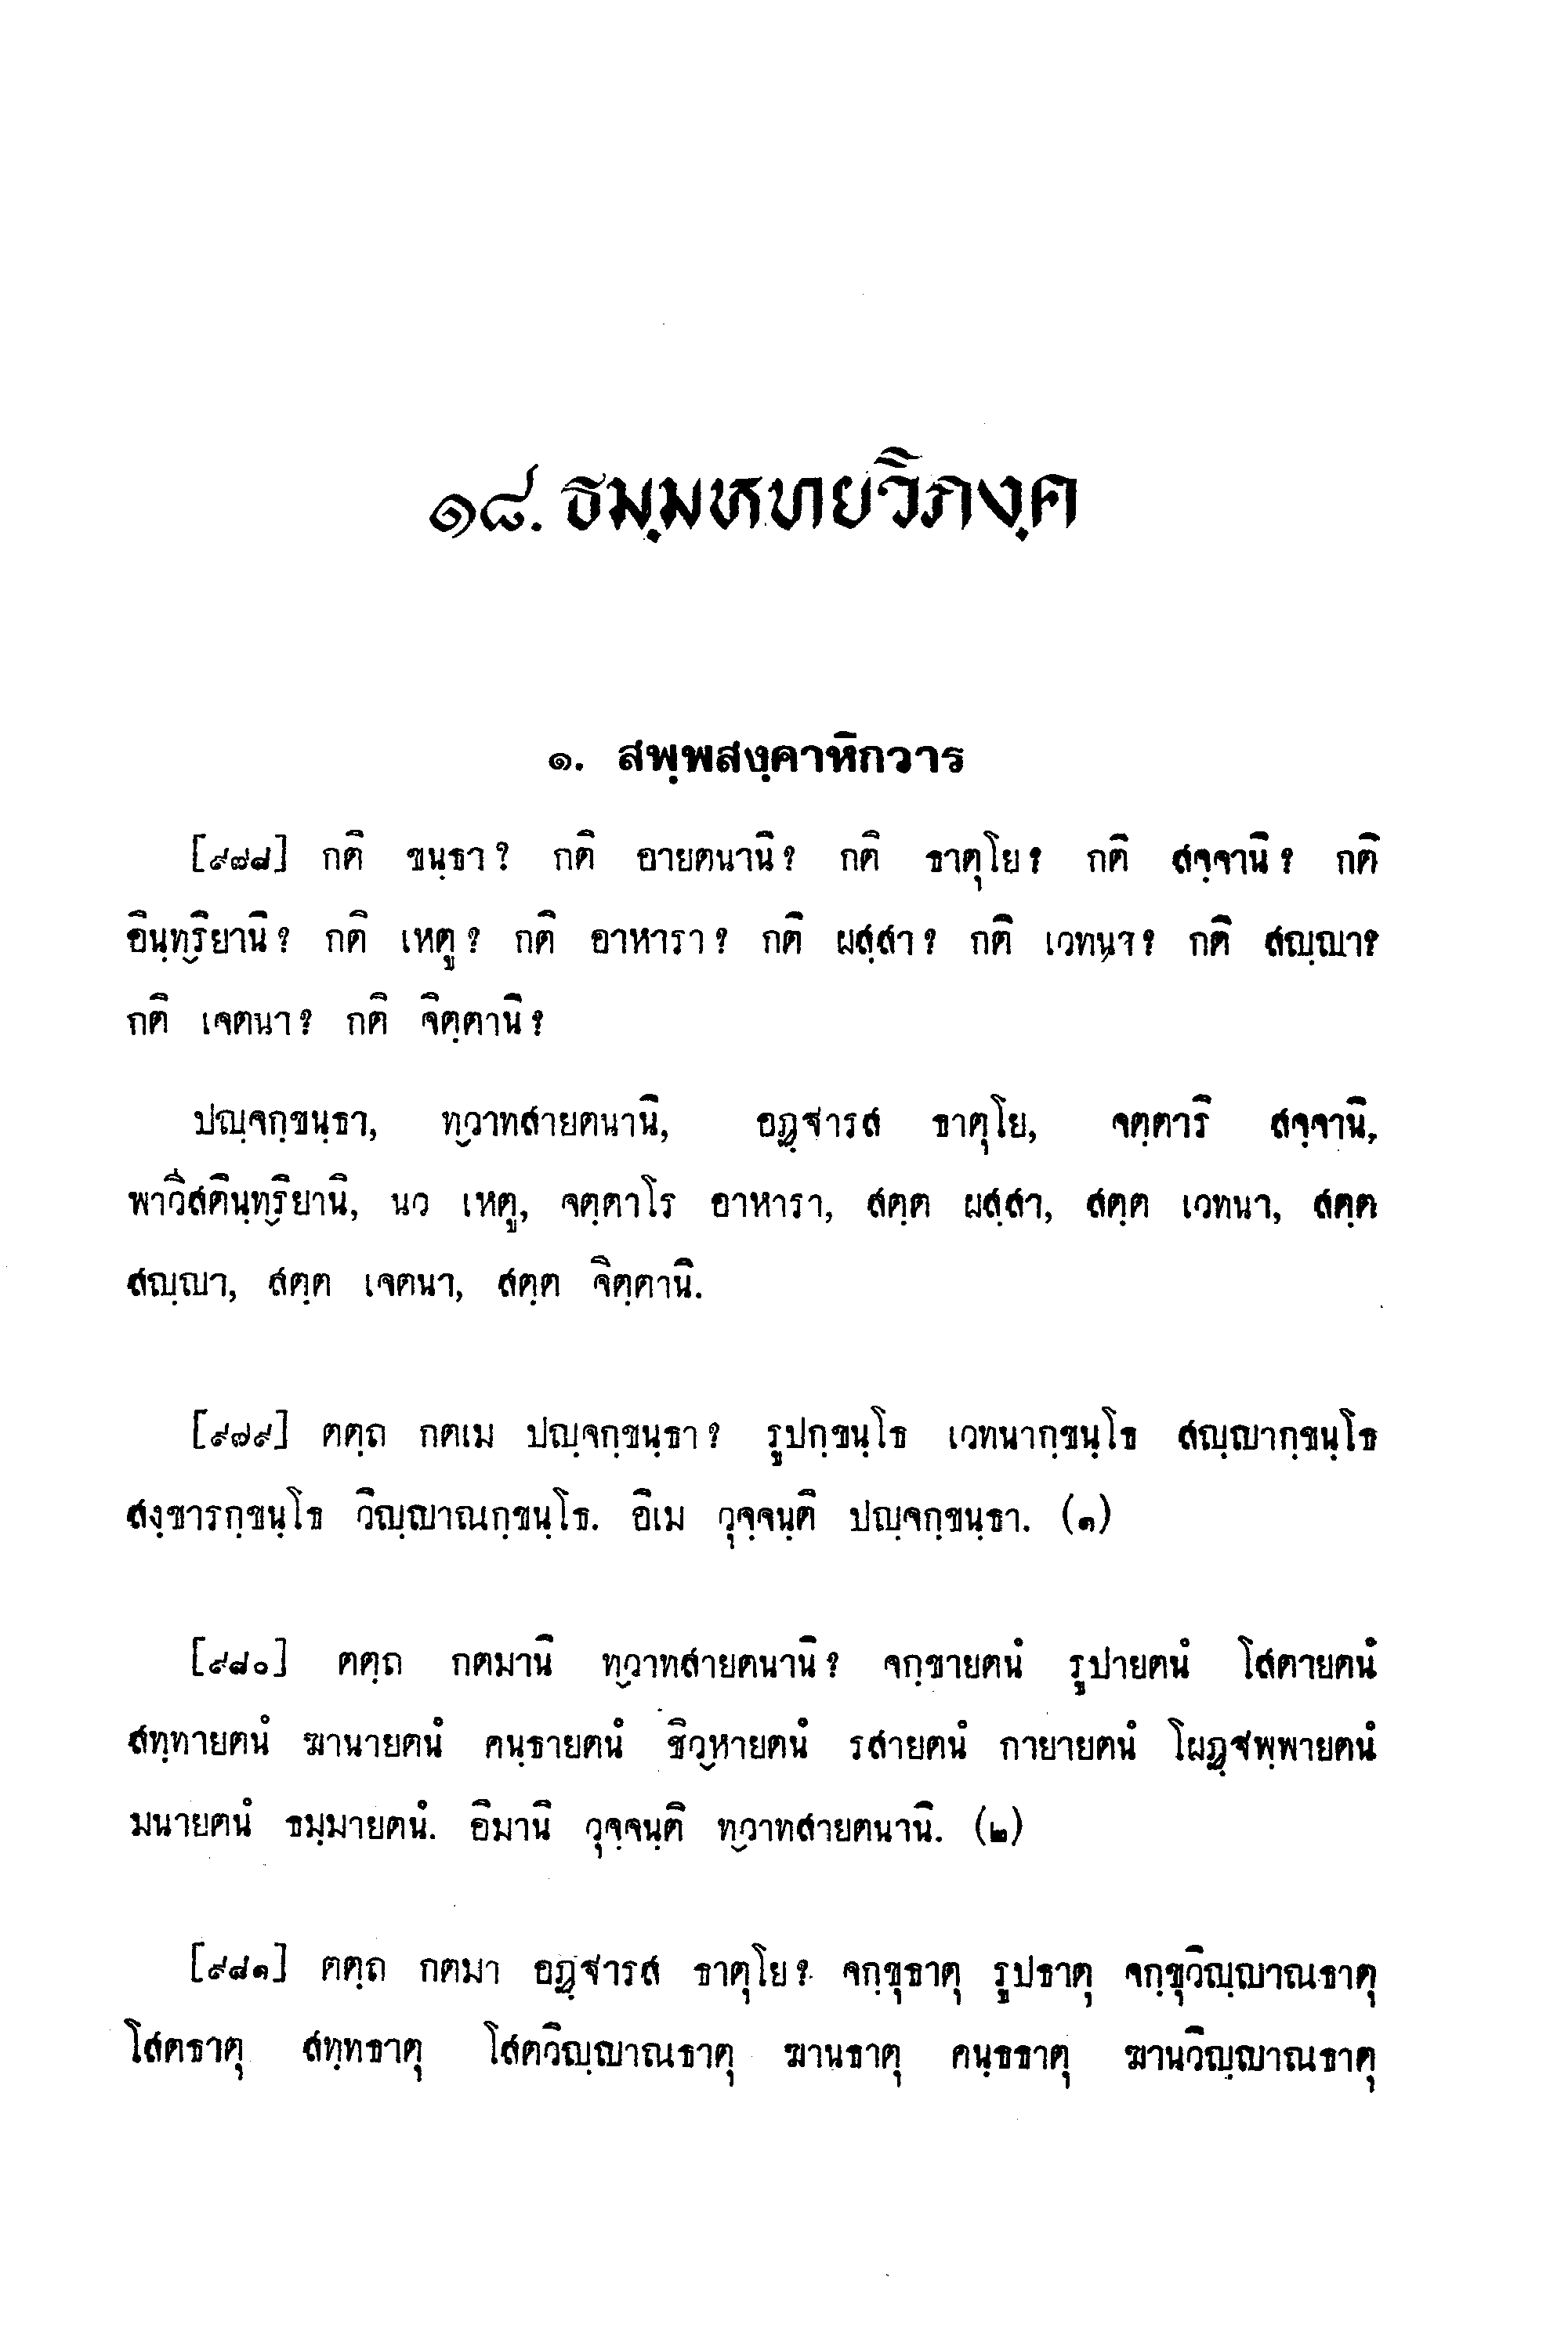 ๑๘. ธมฺมหทยวิภงฺค
๑. สพฺพสงฺคาหิกวาร
[๙๗๘] กติ ขนฺธา? กติ อายตนานิ? กติ ธาตุโย? กติ สจฺจานิ? กติ
อินฺทฺริยานิ? กติ เหตู? กติ อาหารา? กติ ผสฺสา? กติ เวทนา? กติ สญฺญา?
กติ เจตนา? กติ จิตฺตานิ?
ปญฺจกฺขนฺธา, ทฺวาทสายตนานิ, อฏฺฐารส ธาตุโย, จตฺตาริ สจฺจานิ,
พาวีสตินฺทฺริยานิ, นว เหตู, จตฺตาโร อาหารา, สตฺต ผสฺสา, สตฺต เวทนา, สตฺต
สญฺญา, สตฺต เจตนา, สตฺต จิตฺตานิ.
[๙๗๙] ตตฺถ กตเม ปญฺจกฺขนฺธา? รูปกฺขนฺโธ เวทนากฺขนฺโธ สญฺญากฺขนฺโธ
สงฺขารกฺขนฺโธ วิญฺญาณกฺขนฺโธ. อิเม วุจฺจนฺติ ปญฺจกฺขนฺธา. (๑)
[๙๘๐] ตตฺถ กตมานิ ทฺวาทสายตนานิ? จกฺขายตนํ รูปายตนํ โสตายตนํ
สทฺทายตนํ ฆานายตนํ คนฺธายตนํ ชิวฺหายตนํ รสายตนํ กายายตนํ โผฏฺฐพฺพายตนํ
มนายตนํ ธมฺมายตนํ. อิมานิ วุจฺจนฺติ ทฺวาทสายตนานิ. (๒)
[๙๘๑] ตตฺถ กตมา อฏฺฐารส ธาตุโย? จกฺขุธาตุ รูปธาตุ จกฺขุวิญฺญาณธาตุ
โสตธาตุ สทฺทธาตุ โสตวิญฺญาณธาตุ ฆานธาตุ คนฺธธาตุ ฆานวิญฺญาณธาตุ